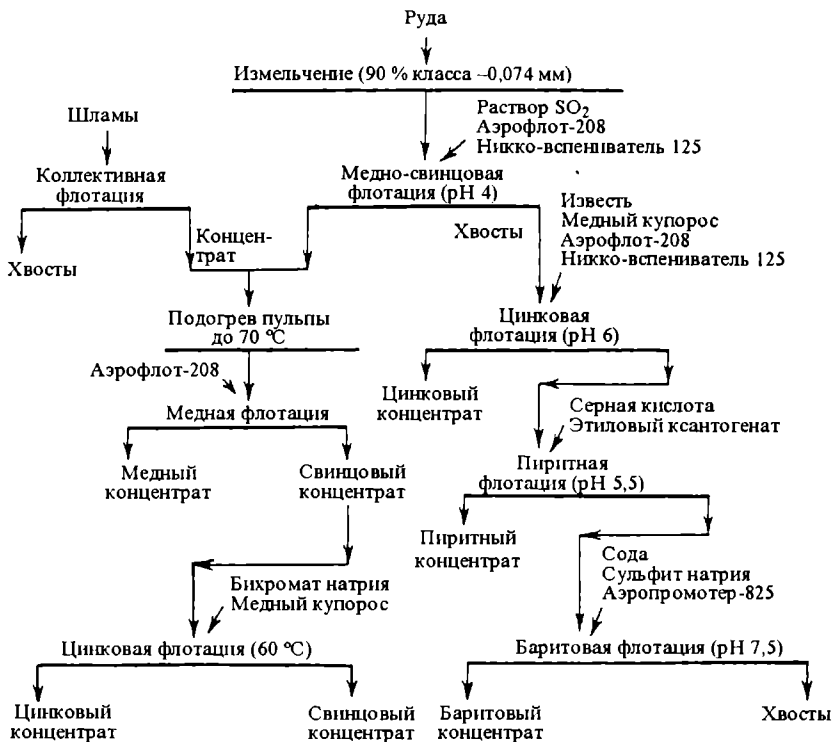 Руда
Измельчение (90 % класса –0,074 мм)
Раствор SO₂
Аэрофлот-208
Никко-вспениватель 125
Шламы
Коллективная
флотация
Медно-свинцовая
флотация (рН 4)
Хвосты
Концен-
трат
Хвосты
Известь
Медный купорос
Аэрофлот-208
Никко-вспениватель 125
Подогрев пульпы
до 70 °С
Цинковая
флотация (рН 6)
Аэрофлот-208
Медная флотация
Цинковый
концентрат
Серная кислота
Этиловый ксантогенат
Медный
концентрат
Свинцовый
концентрат
Пиритная
флотация (рН 5,5)
Пиритный
концентрат
Сода
Сульфит натрия
Аэропромотер-825
Бихромат натрия
Медный купорос
Цинковая флотация (60 °С)
Баритовая флотация (рН 7,5)
Цинковый
концентрат
Свинцовый
концентрат
Баритовый
концентрат
Хвосты